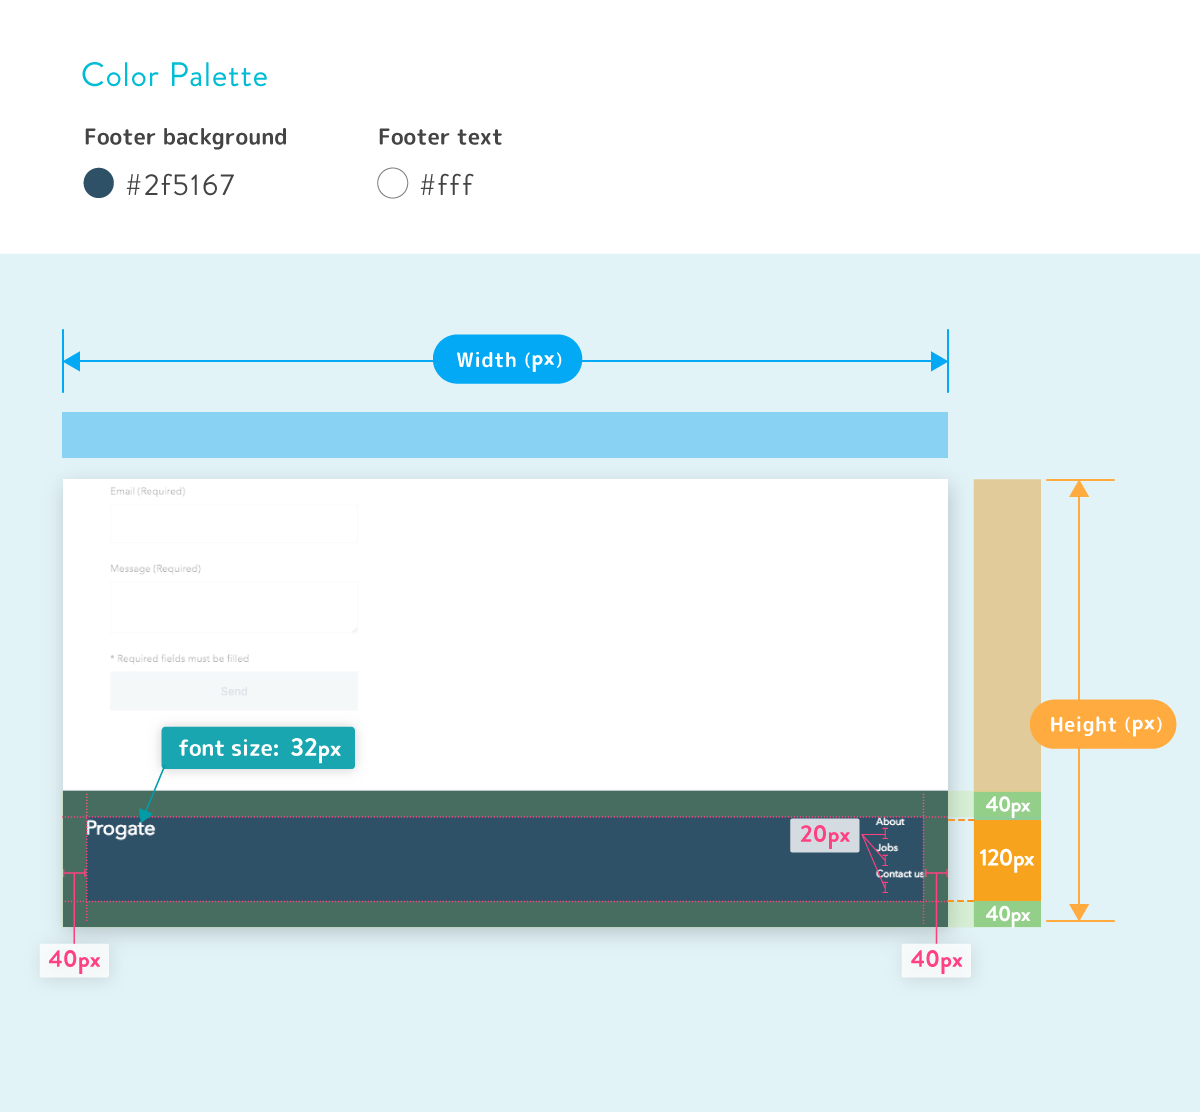 Color Palette
Footer background
Footer text
#2f5167
#fff
Width (px)
Email (Required)
Message (Required)
* Required fields must be filled
Send
Height (px)
font size: 32px
40px
Progate
About
20px
Jobs
120px
Contact us
40px
40px
40px